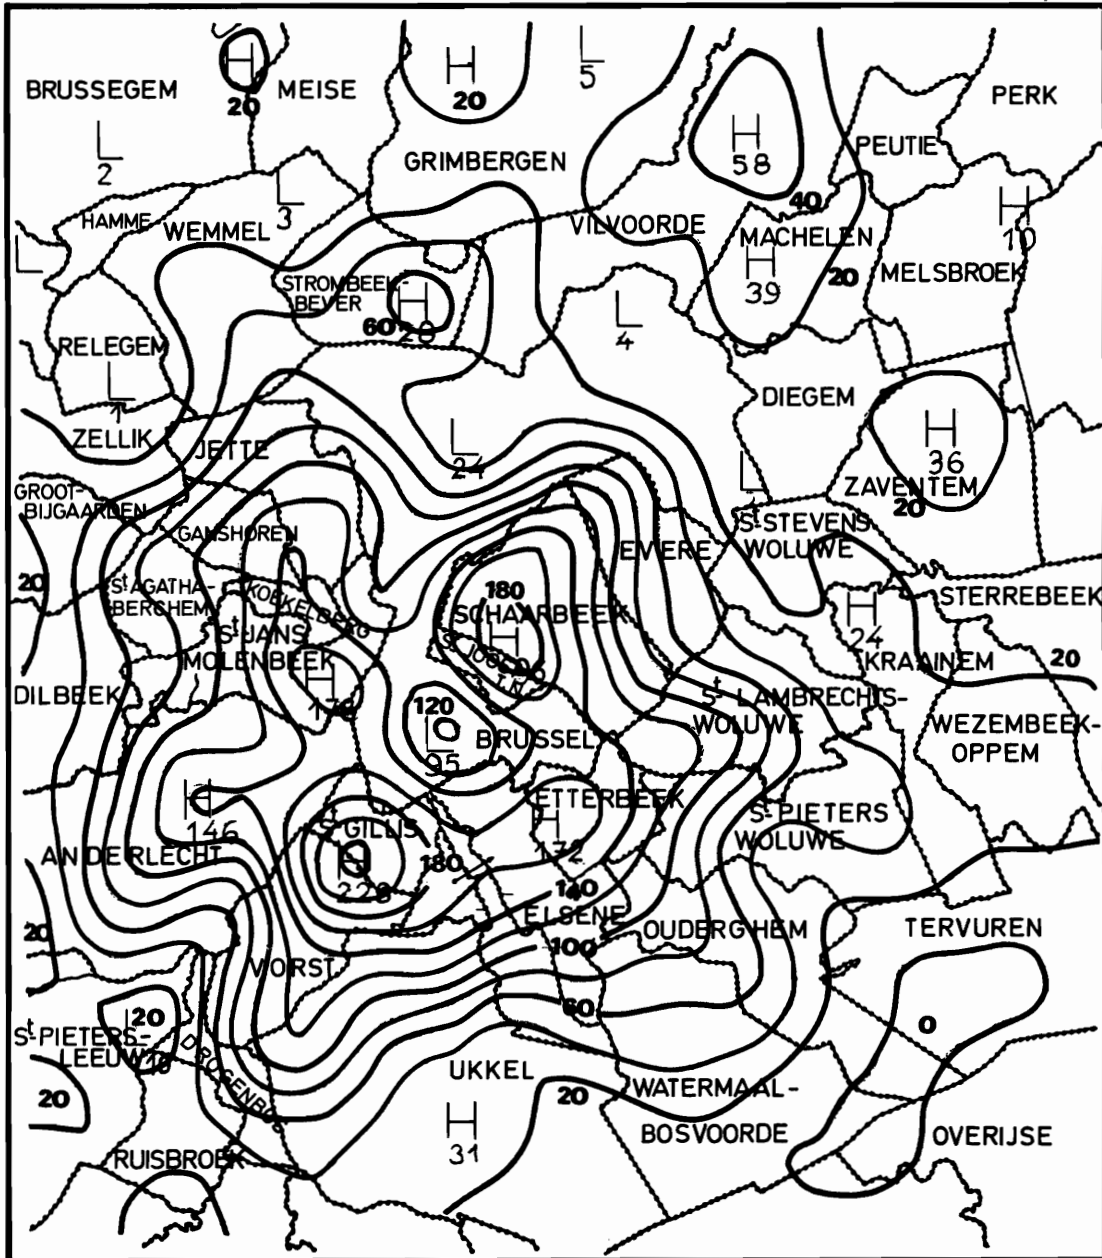 BRUSSEGEM
H
20
MEISE
H
20
L
5
PERK
L
2
GRIMBERGEN
H
58
PEUTIE
L
3
40
H
10
HAMME
WEMMEL
VILVOORDE
MACHELEN
L
STROMBEEK-
BEVER
H
60
H
39
20
MELSBROEK
L
4
RELEGEM
L
1
DIEGEM
ZELLIK
JETTE
L
24
H
36
L
ZAVENTEM
20
GROOT-
BIJGAARDEN
GANSHOREN
EVERE
St STEVENS
WOLUWE
20
St AGATHA-
BERCHEM
KOEKELBERG
180
SCHAARBEEK
H
STERREBEEK
H
24
St JANS
MOLENBEEK
H
KRAAINEM
20
DILBEEK
120
L
95
BRUSSEL
St LAMBRECHTS-
WOLUWE
WEZEMBEEK-
OPPEM
H
146
ETTERBEEK
H
172
St PIETERS
WOLUWE
St GILLIS
ANDERLECHT
H
228
180
140
ELSENE
OUDERGHEM
TERVUREN
20
100
VORST
60
20
0
St PIETERS-
LEEUW
DROGENBOS
UKKEL
20
WATERMAAL-
BOSVOORDE
20
H
31
OVERIJSE
RUISBROEK